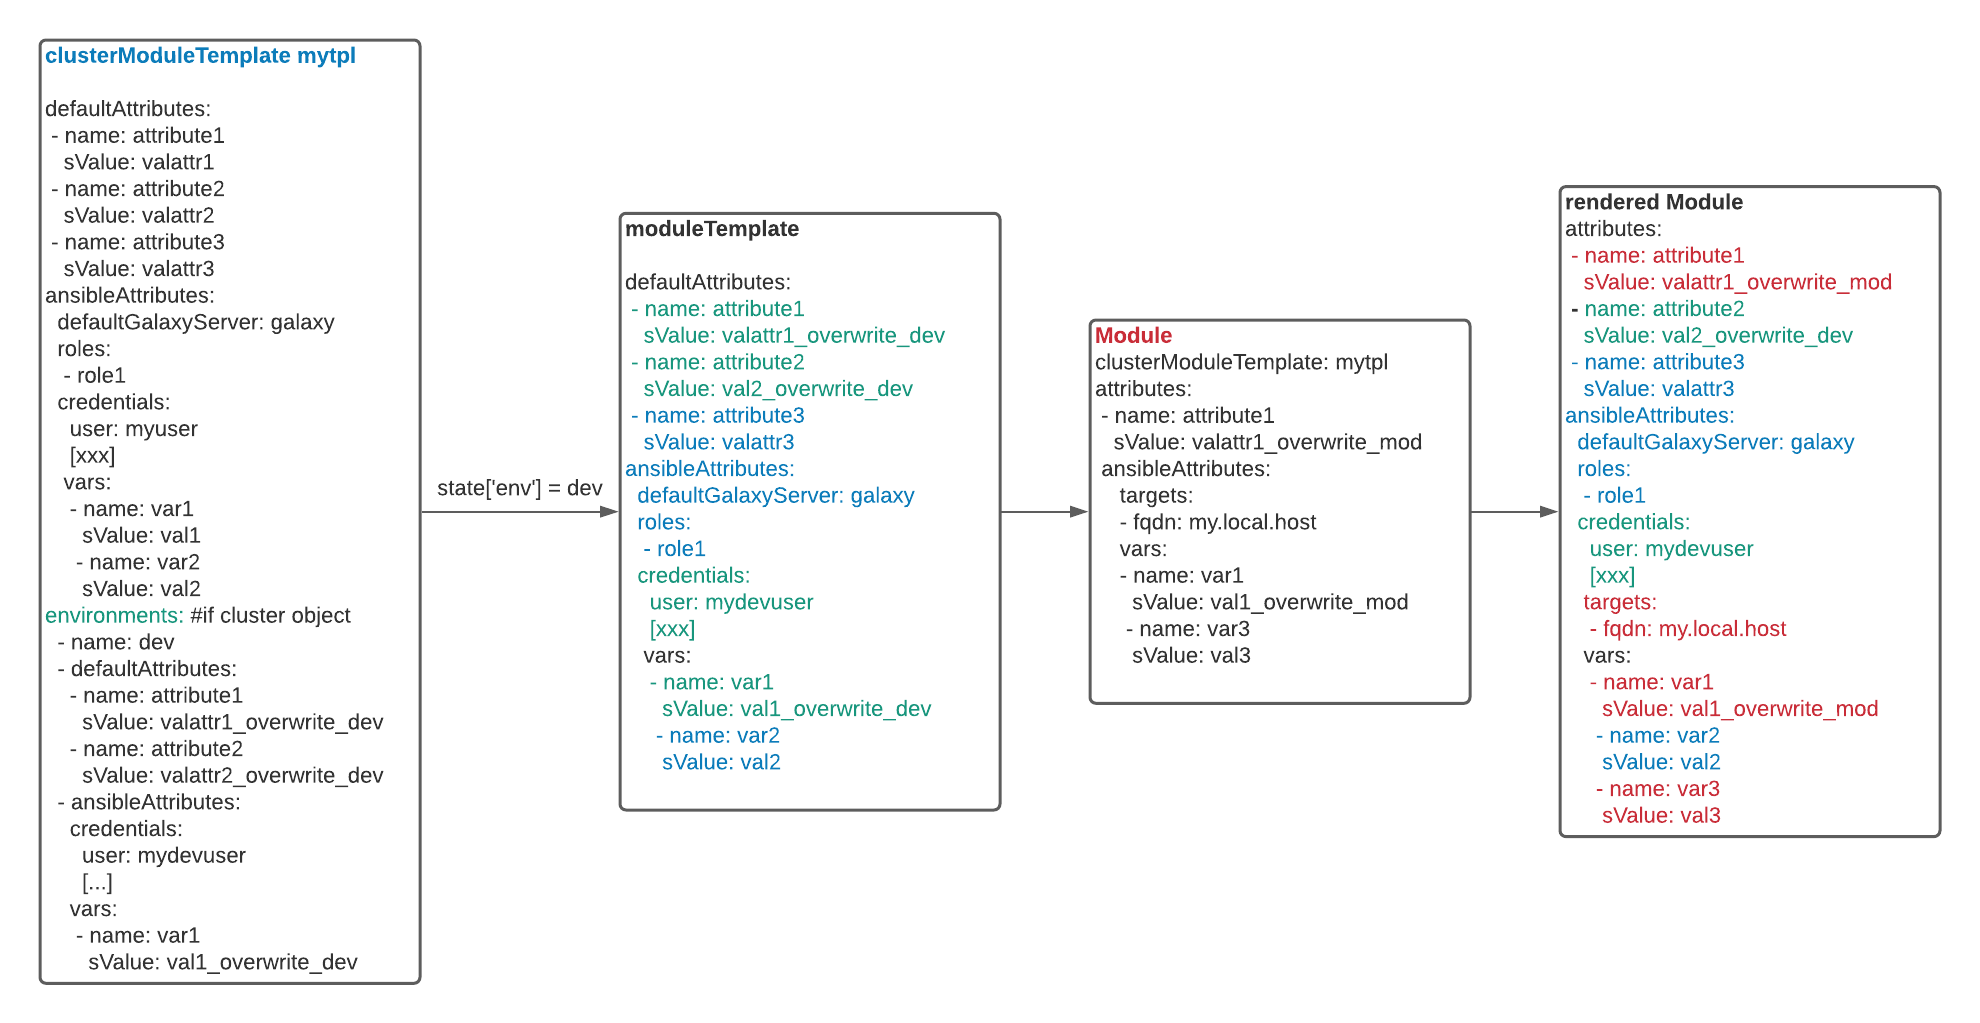 clusterModuleTemplate mytpl
defaultAttributes:
- name: attribute1
sValue: valattr1
- name: attribute2
sValue: valattr2
- name: attribute3
sValue: valattr3
ansibleAttributes:
defaultGalaxyServer: galaxy
roles:
- role1
credentials:
user: myuser
[xxx]
vars:
- name: var1
sValue: val1
- name: var2
sValue: val2
environments: #if cluster object
- name: dev
- defaultAttributes:
- name: attribute1
sValue: valattr1_overwrite_dev
- name: attribute2
sValue: valattr2_overwrite_dev
- ansibleAttributes:
credentials:
user: mydevuser
[...]
vars:
- name: var1
sValue: val1_overwrite_dev
state['env'] = dev
moduleTemplate
defaultAttributes:
- name: attribute1
sValue: valattr1_overwrite_dev
- name: attribute2
sValue: val2_overwrite_dev
- name: attribute3
sValue: valattr3
ansibleAttributes:
defaultGalaxyServer: galaxy
roles:
- role1
credentials:
user: mydevuser
[xxx]
vars:
- name: var1
sValue: val1_overwrite_dev
- name: var2
sValue: val2
Module
clusterModuleTemplate: mytpl
attributes:
- name: attribute1
sValue: valattr1_overwrite_mod
ansibleAttributes:
targets:
- fqdn: my.local.host
vars:
- name: var1
sValue: val1_overwrite_mod
- name: var3
sValue: val3
rendered Module
attributes:
- name: attribute1
sValue: valattr1_overwrite_mod
- name: attribute2
sValue: val2_overwrite_dev
- name: attribute3
sValue: valattr3
ansibleAttributes:
defaultGalaxyServer: galaxy
roles:
- role1
credentials:
user: mydevuser
[xxx]
targets:
- fqdn: my.local.host
vars:
- name: var1
sValue: val1_overwrite_mod
- name: var2
sValue: val2
- name: var3
sValue: val3